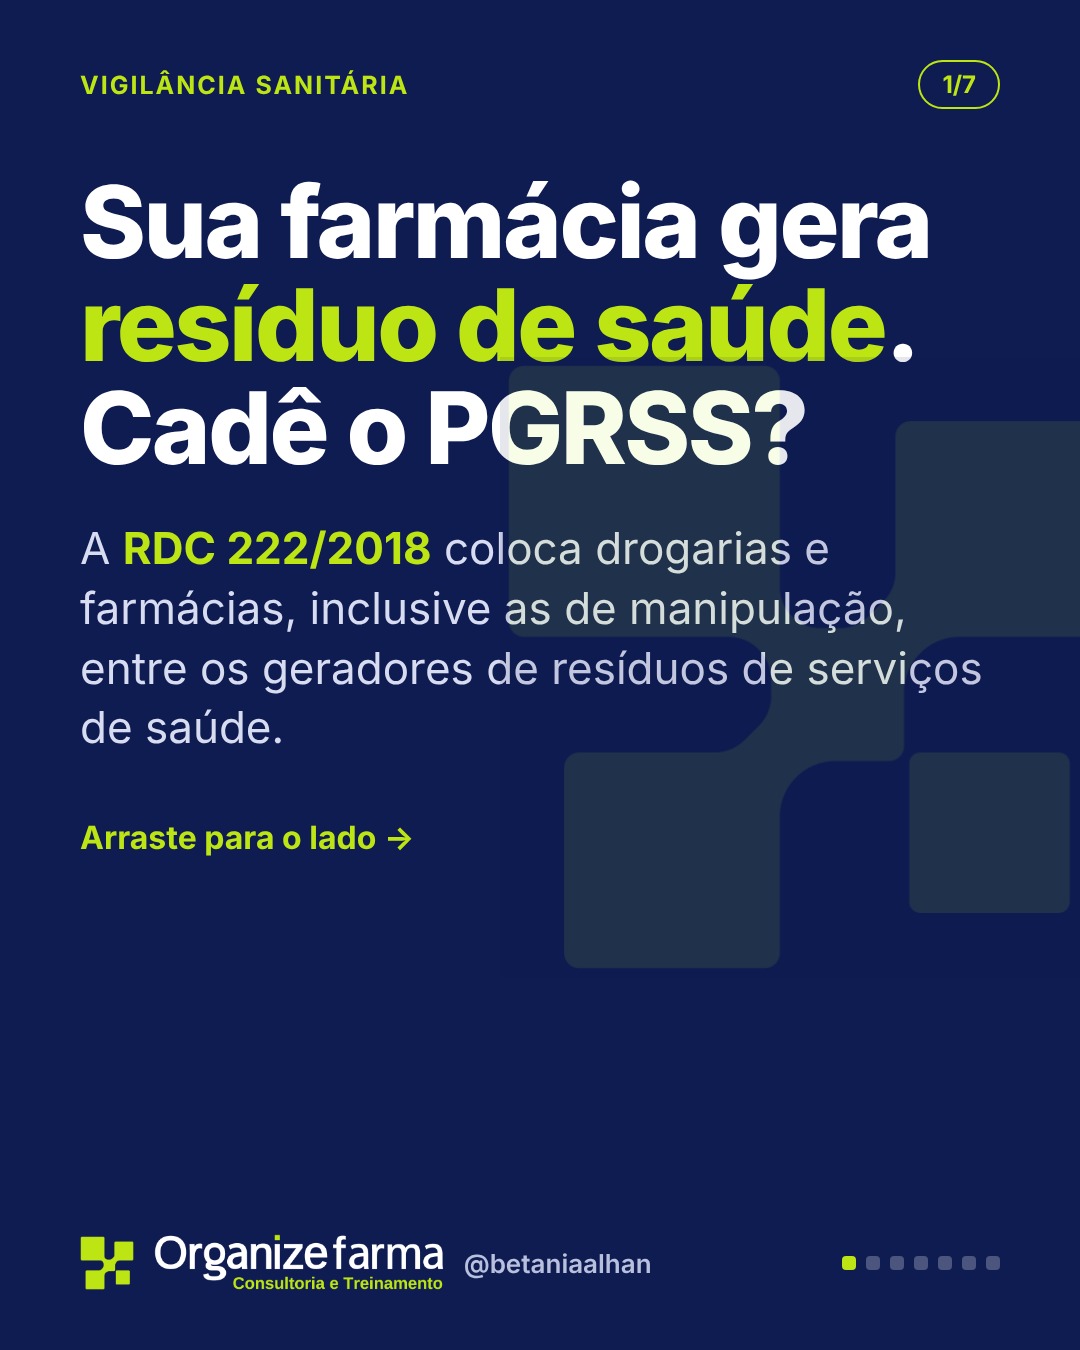 VIGILÂNCIA SANITÁRIA
1/7
Sua farmácia gera
resíduo de saúde.
Cadê o PGRSS?
A RDC 222/2018 coloca drogarias e
farmácias, inclusive as de manipulação,
entre os geradores de resíduos de serviços
de saúde.
Arraste para o lado →
Organizefarma
Consultoria e Treinamento
@betaniaalhan